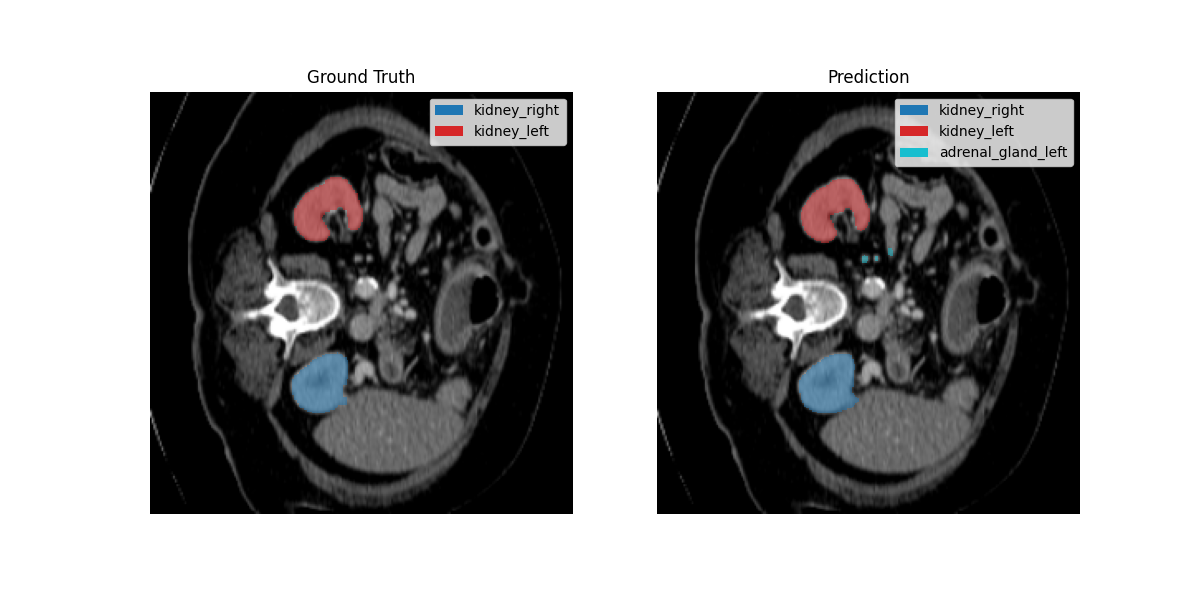 Ground Truth
kidney_right
kidney_left
Prediction
kidney_right
kidney_left
adrenal_gland_left